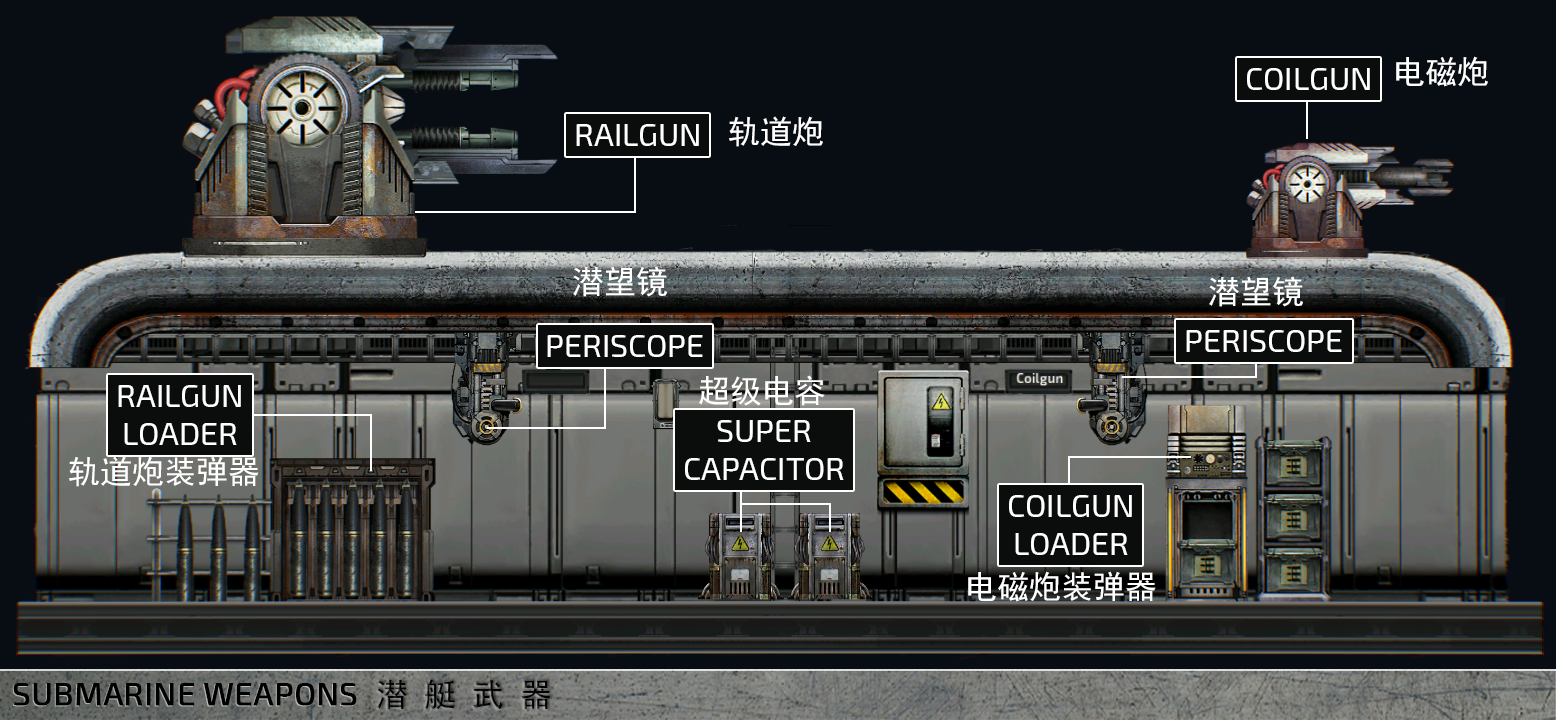 COILGUN 电磁炮
RAILGUN 轨道炮
潜望镜
潜望镜
PERISCOPE
PERISCOPE
Coilgun
RAILGUN
LOADER
轨道炮装弹器
超级电容
SUPER
CAPACITOR
COILGUN
LOADER
电磁炮装弹器
SUBMARINE WEAPONS 潜艇武器